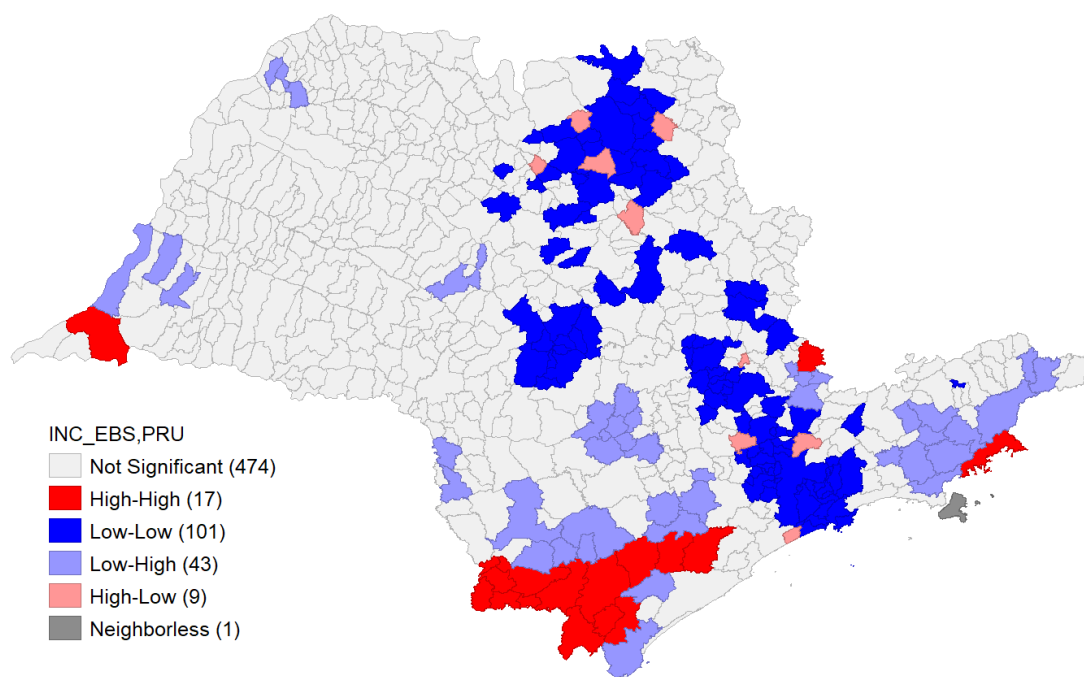 INC_EBS,PRU
Not Significant (474)
High-High (17)
Low-Low (101)
Low-High (43)
High-Low (9)
Neighborless (1)